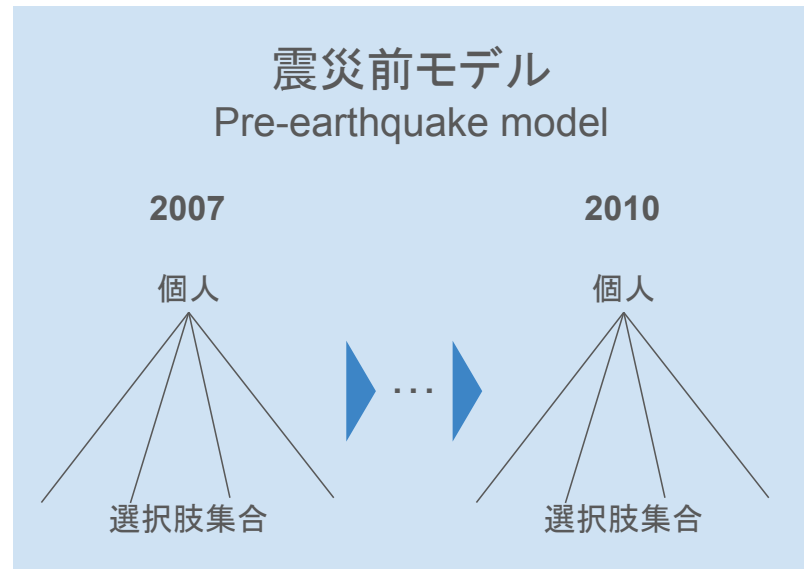 震災前モデル
Pre-earthquake model
2007
2010
個人
個人
...
選択肢集合
選択肢集合